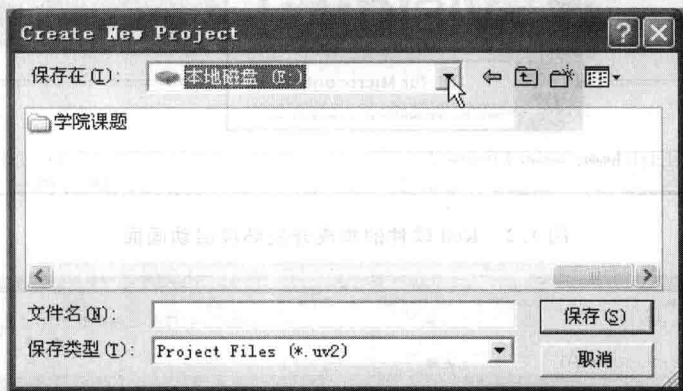 Create New Project
保存在(I): 本地磁盘 (E:)
学院课题
文件名(N):
保存(S)
保存类型(T): Project Files (*.uv2)
取消